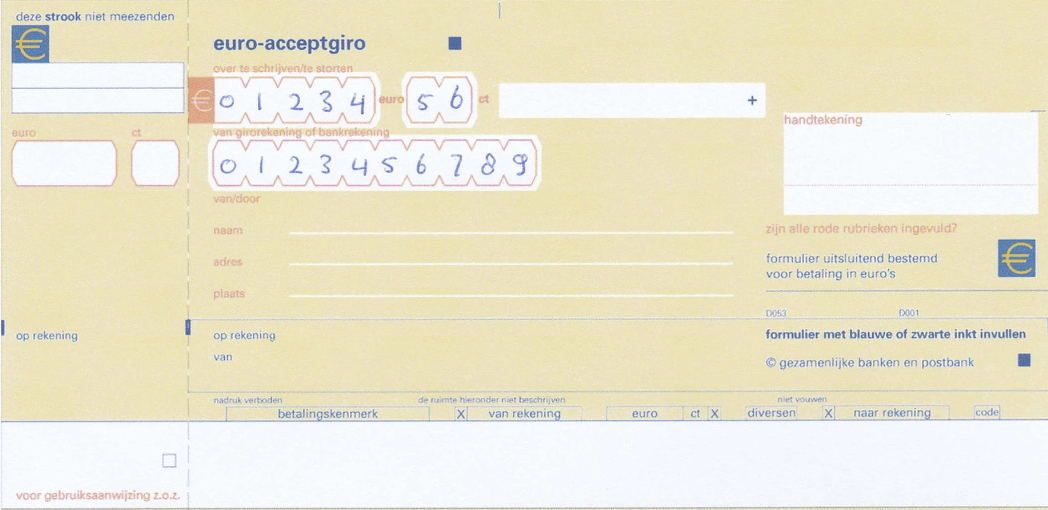 deze strook niet meezenden
€
euro-acceptgiro
over te schrijven/te storten
€ 0 1 2 3 4 euro 5 6 ct +
euro ct
van girorekening of bankrekening
0 1 2 3 4 5 6 7 8 9
handtekening
van/door
naam
zijn alle rode rubrieken ingevuld?
adres
formulier uitsluitend bestemd
voor betaling in euro's
€
plaats
D053 D001
op rekening
op rekening
formulier met blauwe of zwarte inkt invullen
van
© gezamenlijke banken en postbank
nadruk verboden de ruimte hieronder niet beschrijven niet vouwen
betalingskenmerk X van rekening euro ct X diversen X naar rekening code
voor gebruiksaanwijzing z.o.z.